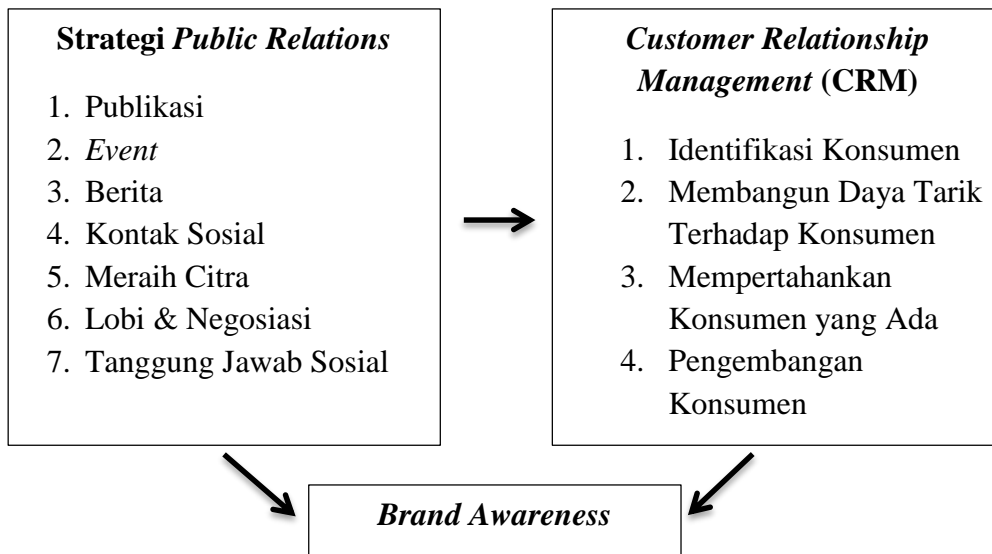 Strategi Public Relations
1. Publikasi
2. Event
3. Berita
4. Kontak Sosial
5. Meraih Citra
6. Lobi & Negosiasi
7. Tanggung Jawab Sosial
Customer Relationship
Management (CRM)
1. Identifikasi Konsumen
2. Membangun Daya Tarik
Terhadap Konsumen
3. Mempertahankan
Konsumen yang Ada
4. Pengembangan
Konsumen
Brand Awareness